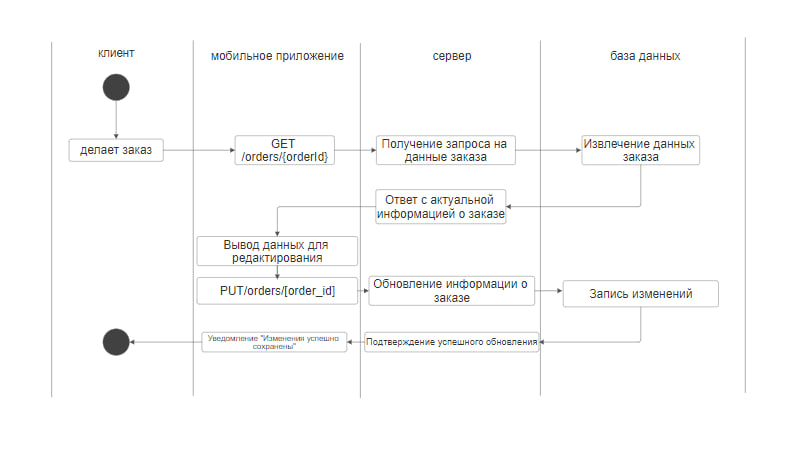 клиент
мобильное приложение
сервер
база данных
делает заказ
GET
/orders/{orderId}
Получение запроса на
данные заказа
Извлечение данных
заказа
Ответ с актуальной
информацией о заказе
Вывод данных для
редактирования
PUT/orders/[order_id]
Обновление информации о
заказе
Запись изменений
Уведомление "Изменения успешно
сохранены"
Подтверждение успешного обновления